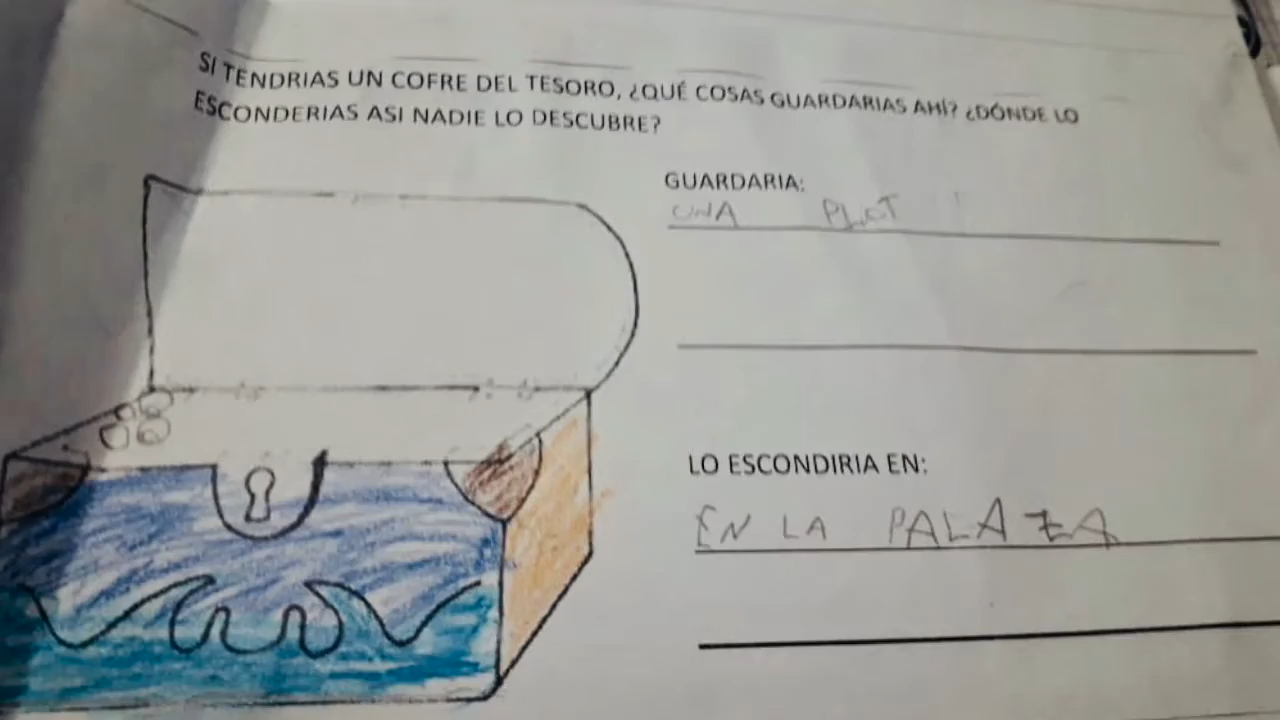 SI TENDRIAS UN COFRE DEL TESORO, ¿QUÉ COSAS GUARDARIAS AHÍ? ¿DÓNDE LO
ESCONDERIAS ASI NADIE LO DESCUBRE?
GUARDARIA:
UNA PLOT
LO ESCONDIRIA EN:
EN LA PALAZA